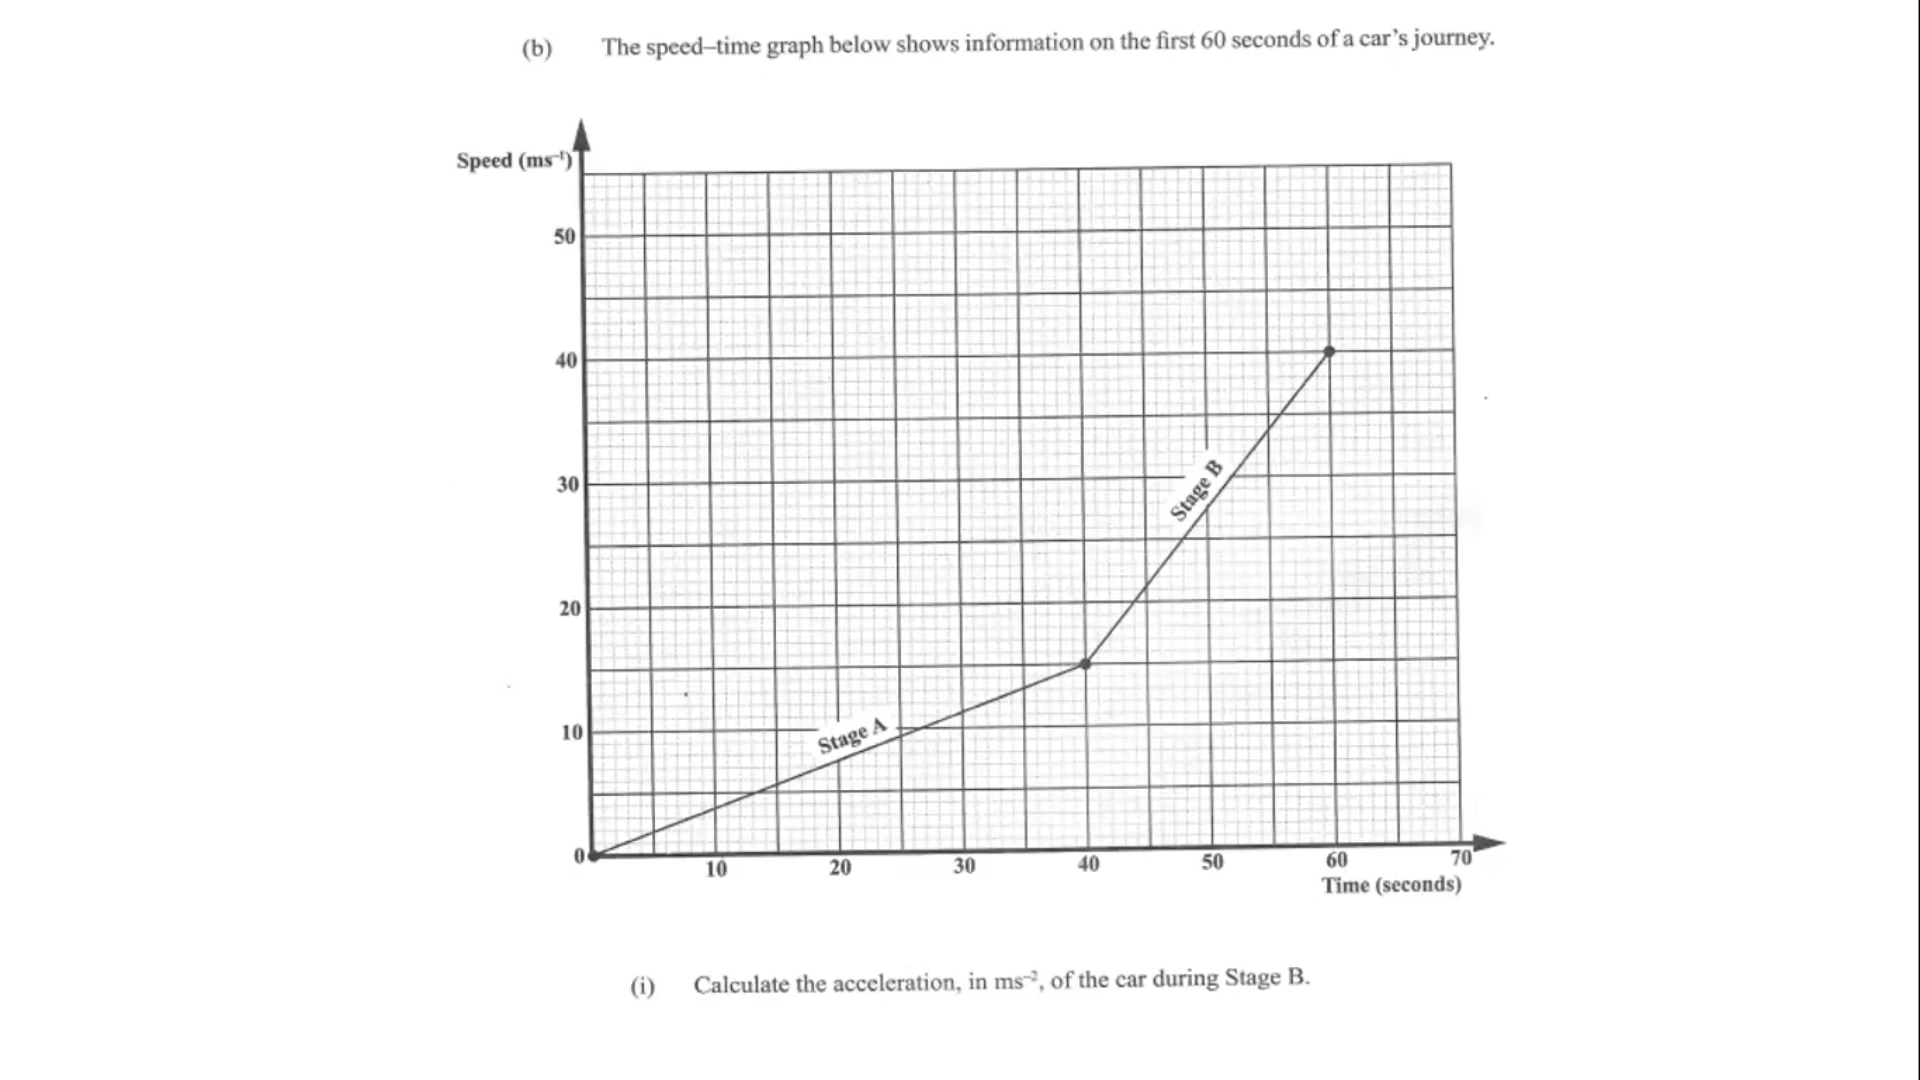 (b) The speed–time graph below shows information on the first 60 seconds of a car's journey.
Speed (ms⁻¹)
50
40
30
20
10
0
Stage A
Stage B
10 20 30 40 50 60 70
Time (seconds)
(i) Calculate the acceleration, in ms⁻², of the car during Stage B.